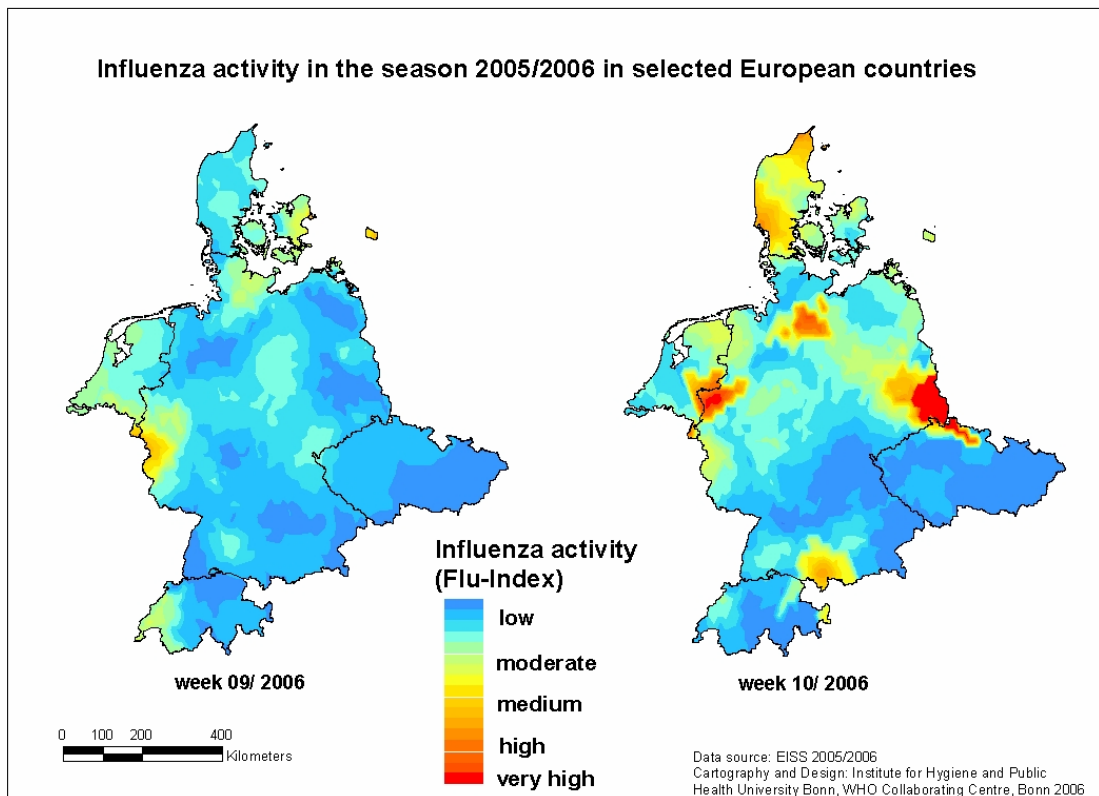 Influenza activity in the season 2005/2006 in selected European countries
week 09/ 2006
week 10/ 2006
Influenza activity
(Flu-Index)
low
moderate
medium
high
very high
0 100 200 400
Kilometers
Data source: EISS 2005/2006
Cartography and Design: Institute for Hygiene and Public
Health University Bonn, WHO Collaborating Centre, Bonn 2006